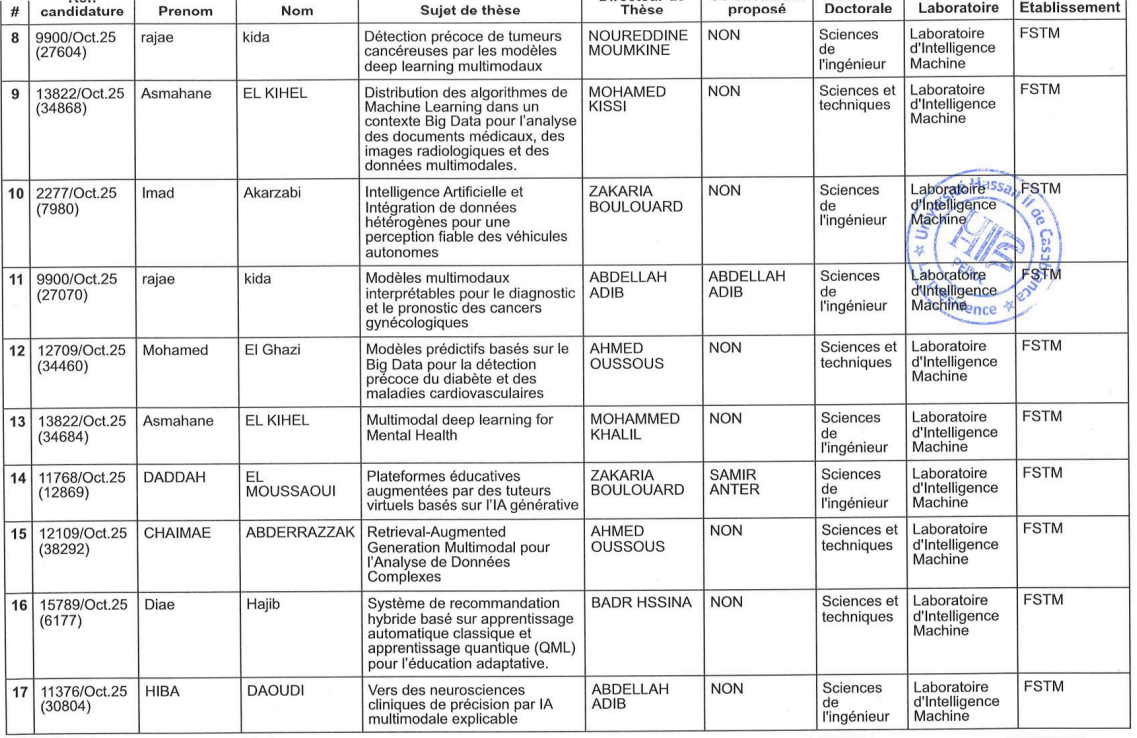 # candidature Prenom Nom Sujet de thèse Thèse proposé Doctorale Laboratoire Etablissement
8 9900/Oct.25 rajae kida Détection précoce de tumeurs NOUREDDINE NON Sciences Laboratoire FSTM
(27604) cancéreuses par les modèles MOUMKINE de d'Intelligence
deep learning multimodaux l'ingénieur Machine
9 13822/Oct.25 Asmahane EL KIHEL Distribution des algorithmes de MOHAMED NON Sciences et Laboratoire FSTM
(34868) Machine Learning dans un KISSI techniques d'Intelligence
contexte Big Data pour l'analyse Machine
des documents médicaux, des
images radiologiques et des
données multimodales.
10 2277/Oct.25 Imad Akarzabi Intelligence Artificielle et ZAKARIA NON Sciences Laboratoire FSTM
(7980) Intégration de données BOULOUARD de d'Intelligence
hétérogènes pour une l'ingénieur Machine
perception fiable des véhicules
autonomes
Université Hassan II de Casablanca
Présidence
11 9900/Oct.25 rajae kida Modèles multimodaux ABDELLAH ABDELLAH Sciences Laboratoire FSTM
(27070) interprétables pour le diagnostic ADIB ADIB de d'Intelligence
et le pronostic des cancers l'ingénieur Machine
gynécologiques
12 12709/Oct.25 Mohamed El Ghazi Modèles prédictifs basés sur le AHMED NON Sciences et Laboratoire FSTM
(34460) Big Data pour la détection OUSSOUS techniques d'Intelligence
précoce du diabète et des Machine
maladies cardiovasculaires
13 13822/Oct.25 Asmahane EL KIHEL Multimodal deep learning for MOHAMMED NON Sciences Laboratoire FSTM
(34684) Mental Health KHALIL de d'Intelligence
l'ingénieur Machine
14 11768/Oct.25 DADDAH EL Plateformes éducatives ZAKARIA SAMIR Sciences Laboratoire FSTM
(12869) MOUSSAOUI augmentées par des tuteurs BOULOUARD ANTER de d'Intelligence
virtuels basés sur l'IA générative l'ingénieur Machine
15 12109/Oct.25 CHAIMAE ABDERRAZZAK Retrieval-Augmented AHMED NON Sciences et Laboratoire FSTM
(38292) Generation Multimodal pour OUSSOUS techniques d'Intelligence
l'Analyse de Données Machine
Complexes
16 15789/Oct.25 Diae Hajib Système de recommandation BADR HSSINA NON Sciences et Laboratoire FSTM
(6177) hybride basé sur apprentissage techniques d'Intelligence
automatique classique et Machine
apprentissage quantique (QML)
pour l'éducation adaptative.
17 11376/Oct.25 HIBA DAOUDI Vers des neurosciences ABDELLAH NON Sciences Laboratoire FSTM
(30804) cliniques de précision par IA ADIB de d'Intelligence
multimodale explicable l'ingénieur Machine